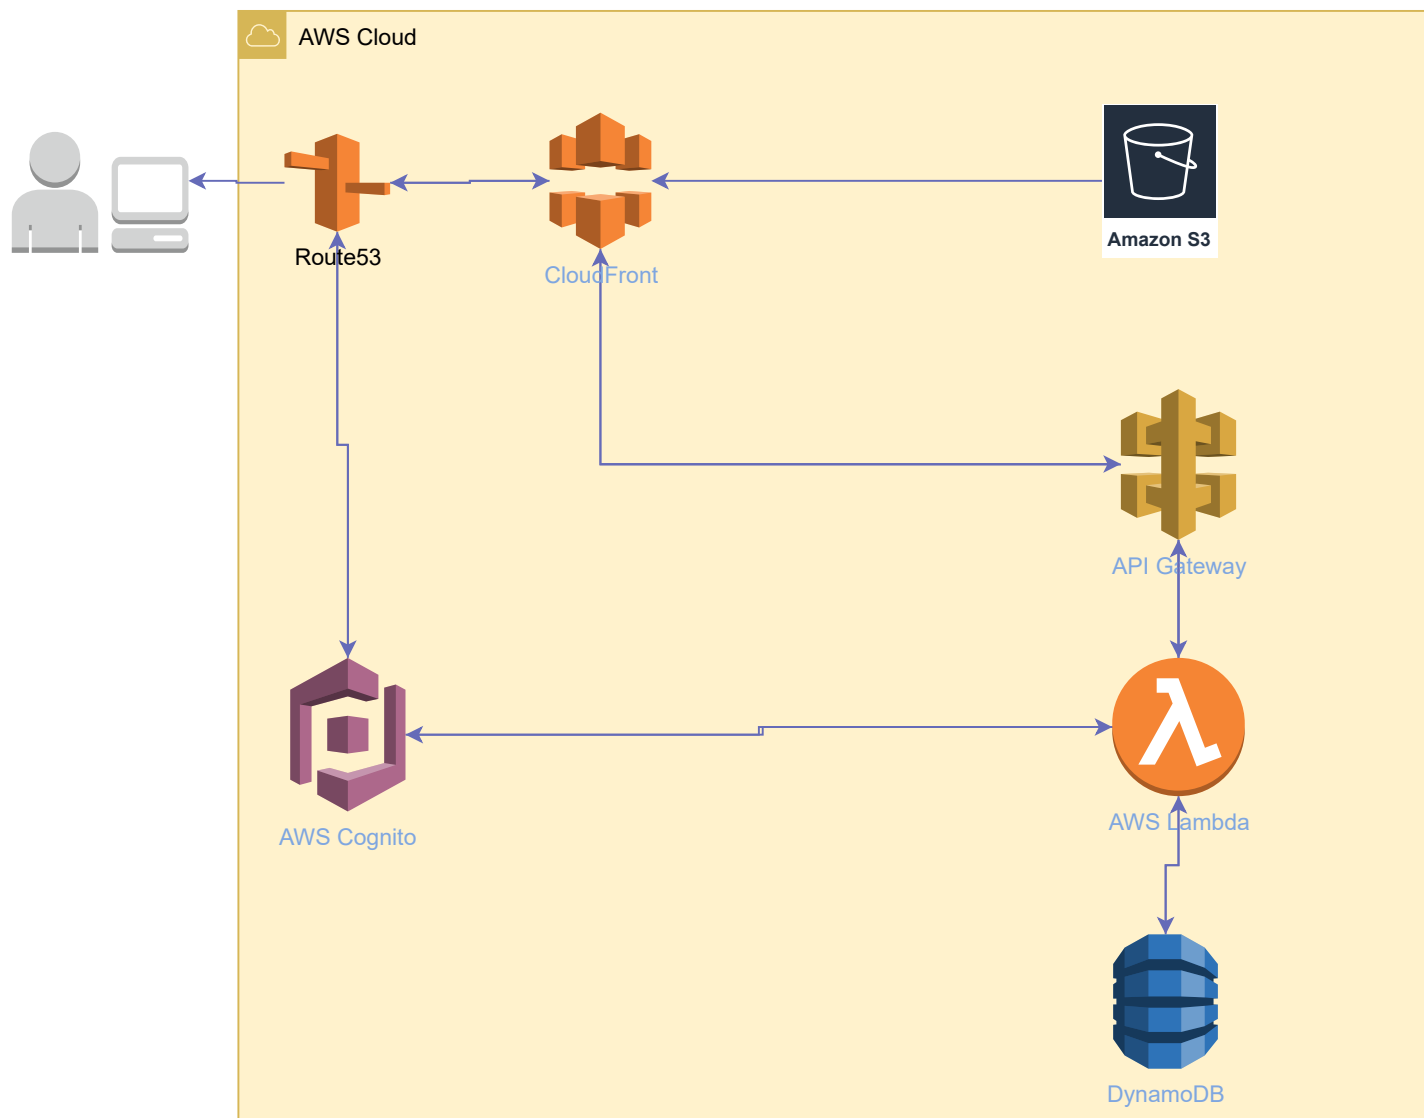 AWS Cloud
Route53
CloudFront
Amazon S3
API Gateway
AWS Cognito
AWS Lambda
DynamoDB